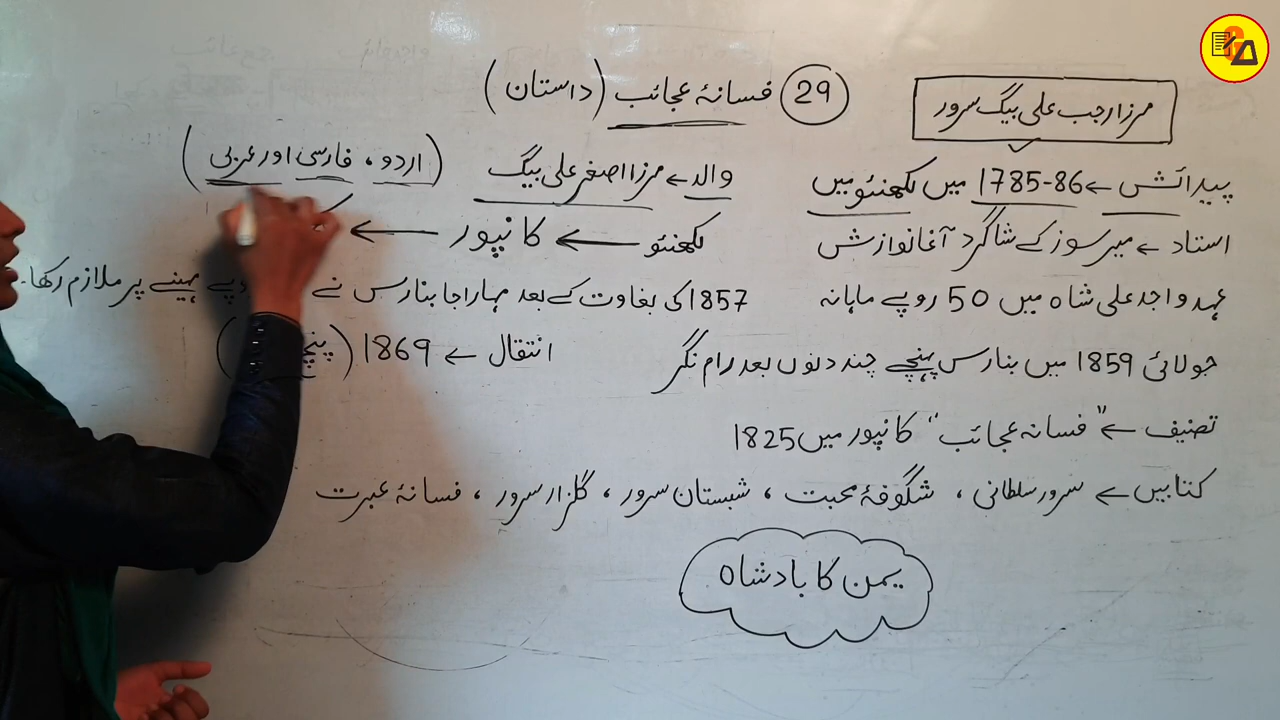 29 فسانۂ عجائب (داستان)
مرزا رجب علی بیگ سرور
پیدائش ← 1785-86 میں لکھنئو میں
والد ← مرزا اصغر علی بیگ (اردو، فارسی اور عربی)
استاد ← میر سوز کے شاگرد آغا نوازش
لکھنئو ← کانپور ←
عہد واجد علی شاہ میں 50 روپے ماہانہ
1857 کی بغاوت کے بعد مہاراجا بنارس نے روپے مہینے پر ملازم رکھا۔
جولائی 1859 میں بنارس پہنچے چند دنوں بعد رام نگر
انتقال ← 1869
تصنیف ← "فسانہ عجائب" کانپور میں 1825
کتابیں ← سرور سلطانی، شگوفۂ محبت، شبستان سرور، گلزار سرور، فسانۂ عبرت
یمن کا بادشاہ